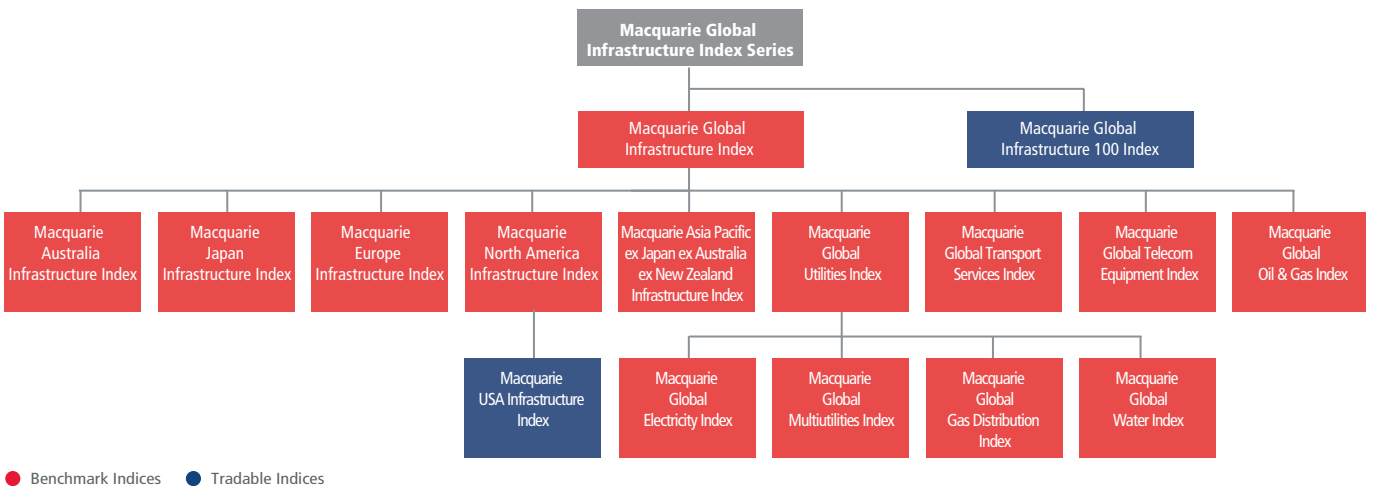 Macquarie Global
Infrastructure Index Series
Macquarie Global
Infrastructure Index
Macquarie Global
Infrastructure 100 Index
Macquarie
Australia
Infrastructure Index
Macquarie
Japan
Infrastructure Index
Macquarie
Europe
Infrastructure Index
Macquarie
North America
Infrastructure Index
Macquarie Asia Pacific
ex Japan ex Australia
ex New Zealand
Infrastructure Index
Macquarie
Global
Utilities Index
Macquarie
Global Transport
Services Index
Macquarie
Global Telecom
Equipment Index
Macquarie
Global
Oil & Gas Index
Macquarie
USA Infrastructure
Index
Macquarie
Global
Electricity Index
Macquarie
Global
Multiutilities Index
Macquarie
Global
Gas Distribution
Index
Macquarie
Global
Water Index
Benchmark Indices
Tradable Indices